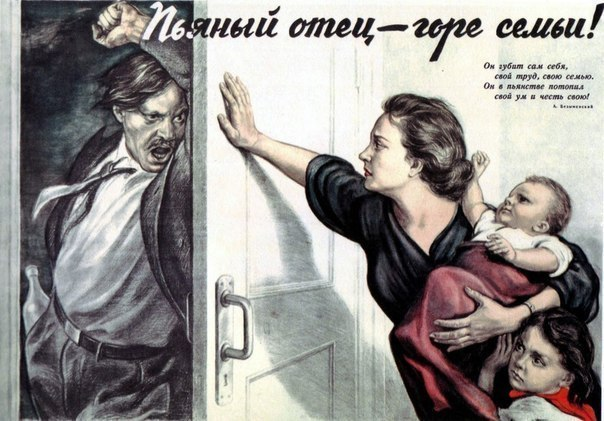 Пьяный отец—горе семьи!
Он губит сам себя,
свой труд, свою семью.
Он в пьянстве потопил
свой ум и честь свою!
А. Безыменский